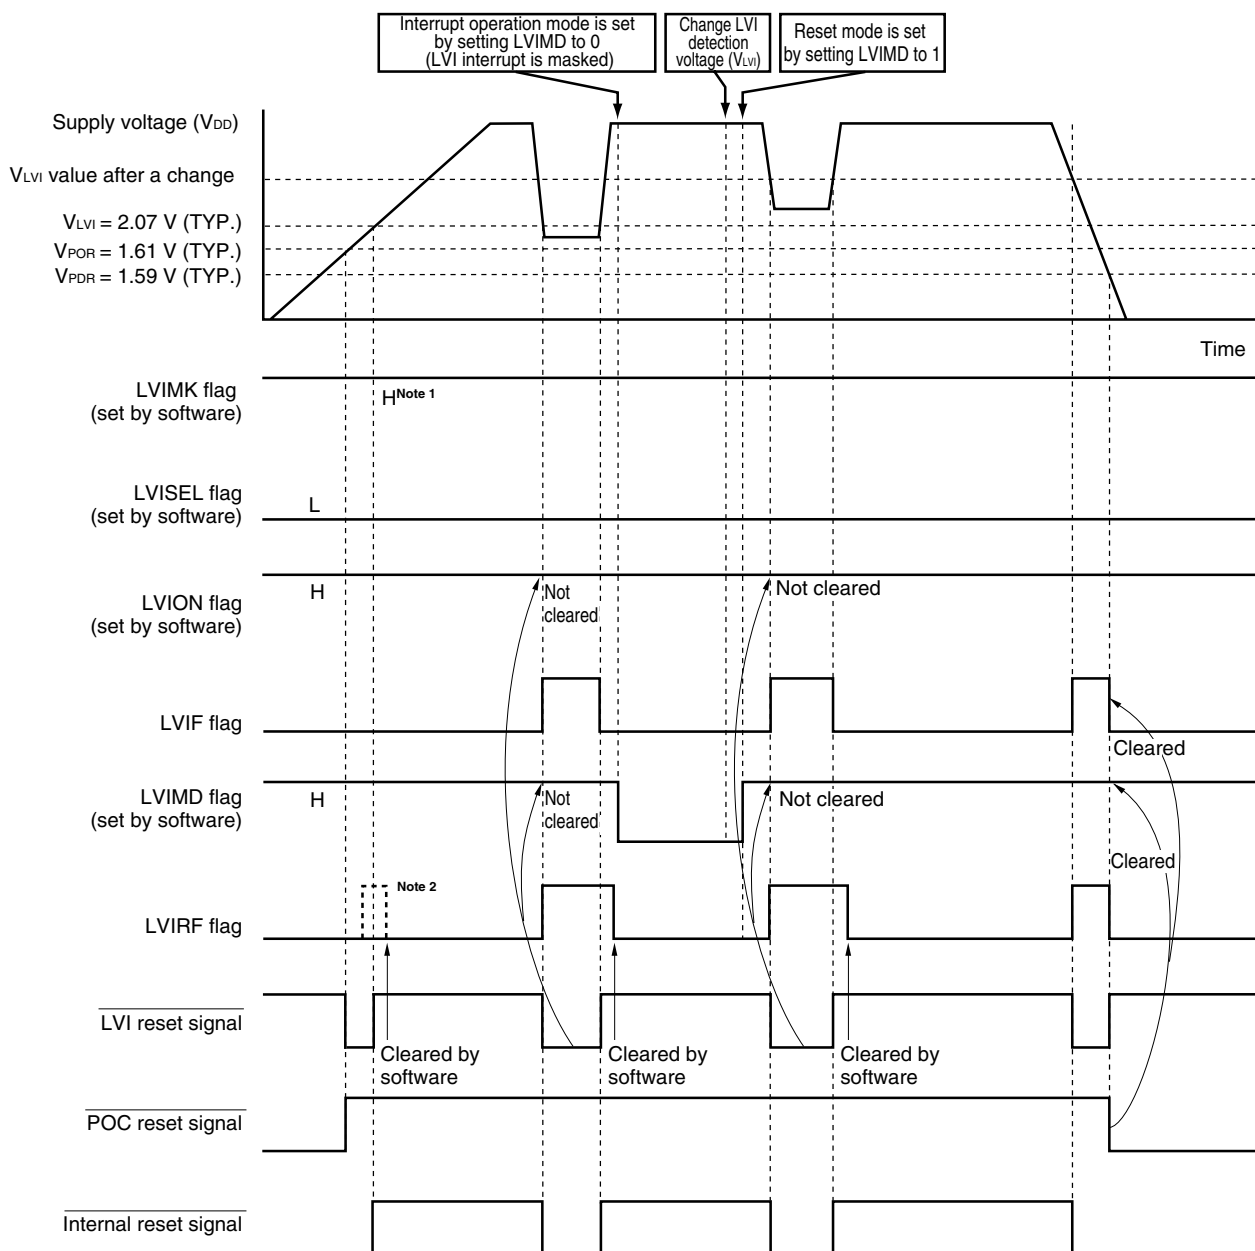 Interrupt operation mode is set
by setting LVIMD to 0
(LVI interrupt is masked)
Change LVI
detection
voltage (VLVI)
Reset mode is set
by setting LVIMD to 1
Supply voltage (VDD)
VLVI value after a change
VLVI = 2.07 V (TYP.)
VPOR = 1.61 V (TYP.)
VPDR = 1.59 V (TYP.)
Time
LVIMK flag
(set by software)
HNote 1
LVISEL flag
(set by software)
L
LVION flag
(set by software)
H
Not
cleared
Not cleared
LVIF flag
Cleared
LVIMD flag
(set by software)
H
Not
cleared
Not cleared
Cleared
Note 2
LVIRF flag
LVI reset signal
Cleared by
software
Cleared by
software
Cleared by
software
POC reset signal
Internal reset signal